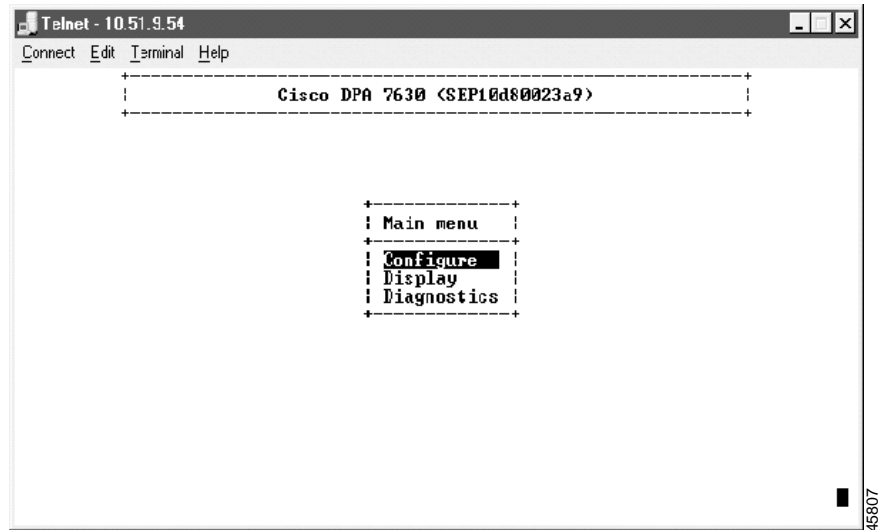 Telnet - 10.51.9.54
Connect Edit Terminal Help
Cisco DPA 7630 (SEP10d80023a9)
Main menu
Configure
Display
Diagnostics
45807